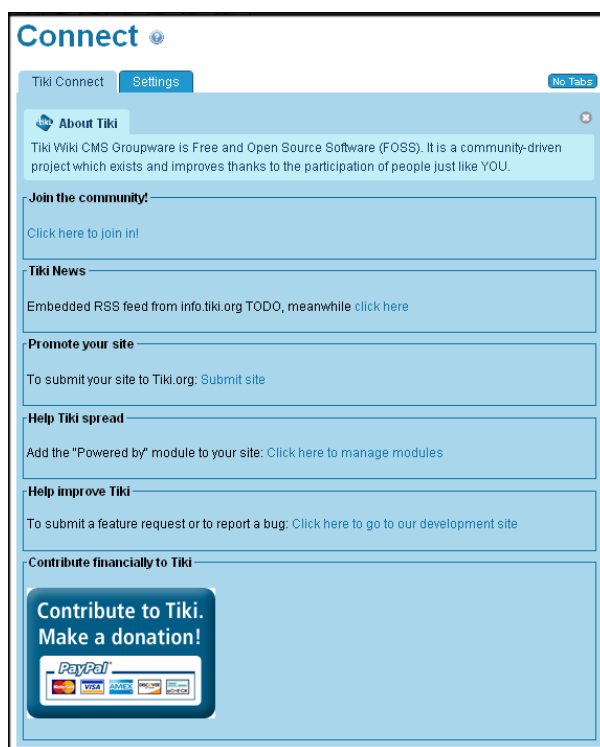 Connect
Tiki Connect Settings No Tabs
About Tiki
Tiki Wiki CMS Groupware is Free and Open Source Software (FOSS). It is a community-driven
project which exists and improves thanks to the participation of people just like YOU.
Join the community!
Click here to join in!
Tiki News
Embedded RSS feed from info.tiki.org TODO, meanwhile click here
Promote your site
To submit your site to Tiki.org: Submit site
Help Tiki spread
Add the "Powered by" module to your site: Click here to manage modules
Help improve Tiki
To submit a feature request or to report a bug: Click here to go to our development site
Contribute financially to Tiki
Contribute to Tiki.
Make a donation!
PayPal
VISA AMEX DISCOVER eCHECK